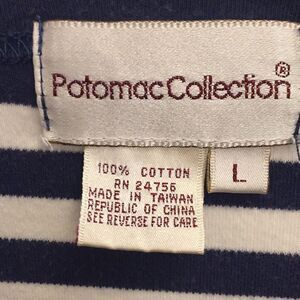 Potomac Collection®
100% COTTON
RN 24756
MADE IN TAIWAN
REPUBLIC OF CHINA
SEE REVERSE FOR CARE
L